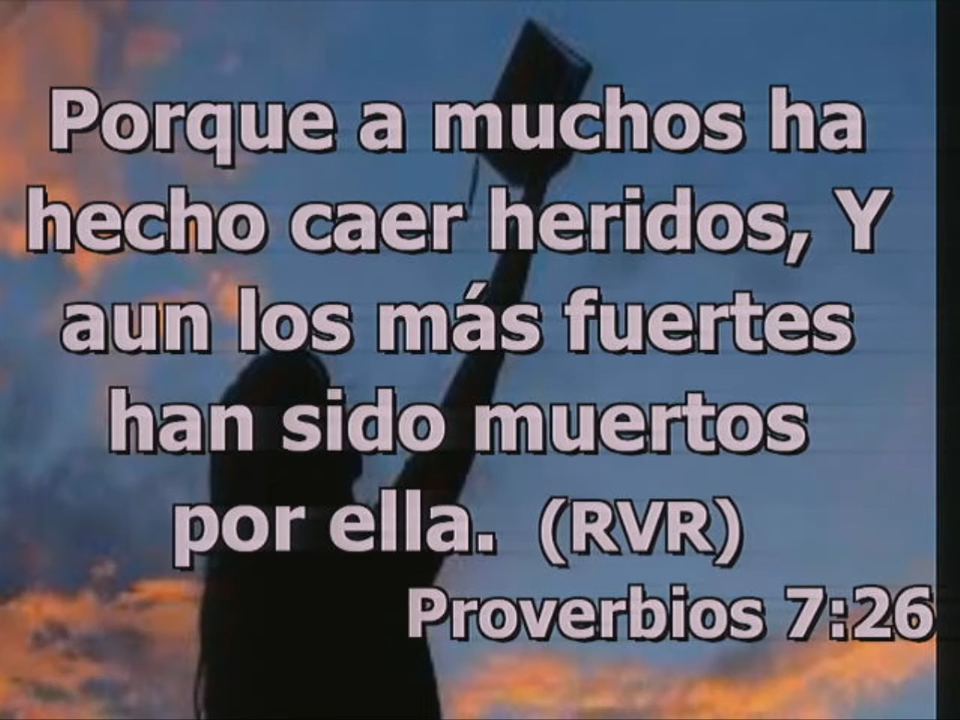 Porque a muchos ha
hecho caer heridos, Y
aun los más fuertes
han sido muertos
por ella. (RVR)
Proverbios 7:26